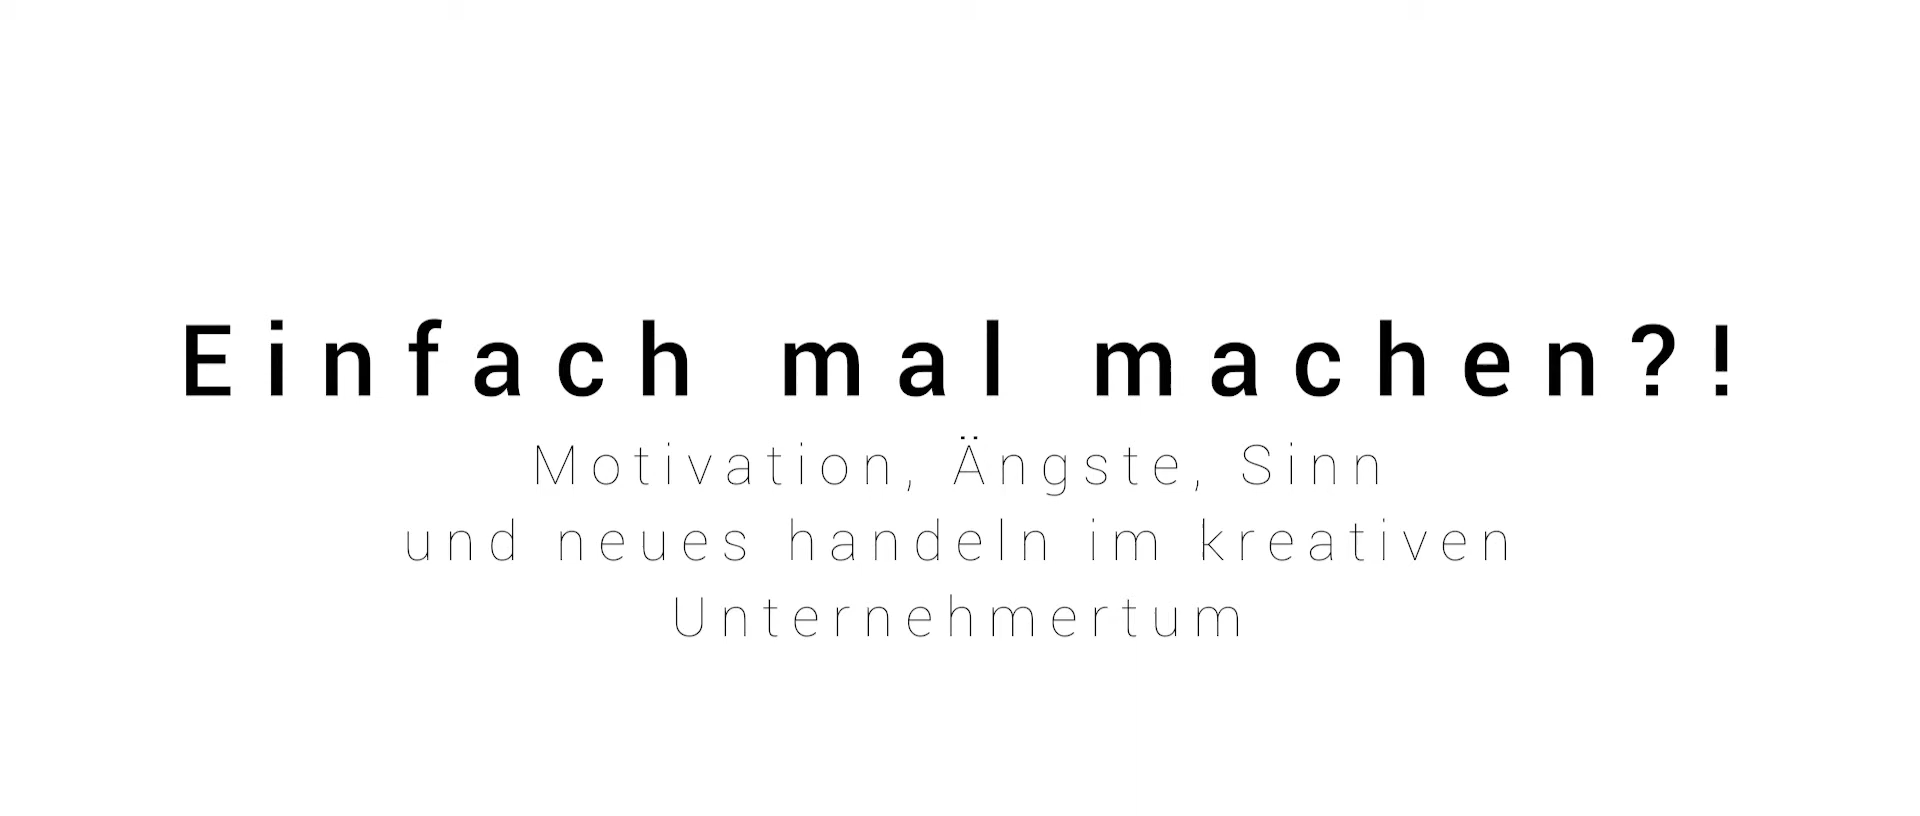 Einfach mal machen?!
Motivation, Ängste, Sinn
und neues handeln im kreativen
Unternehmertum